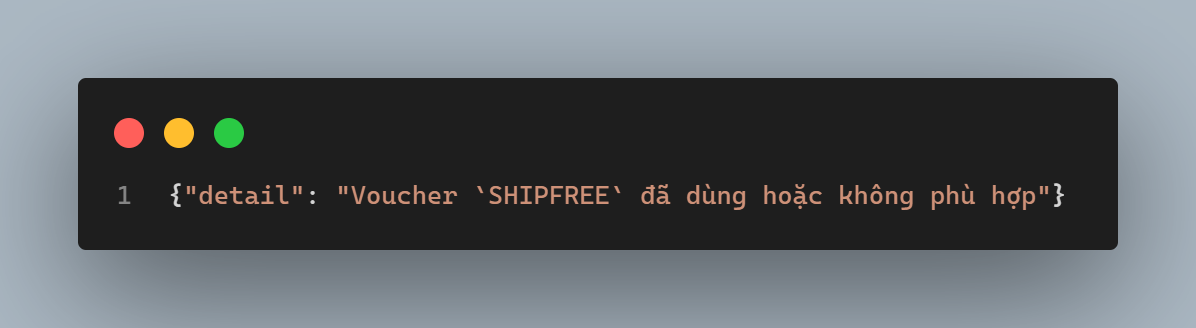 1 {"detail": "Voucher `SHIPFREE` đã dùng hoặc không phù hợp"}